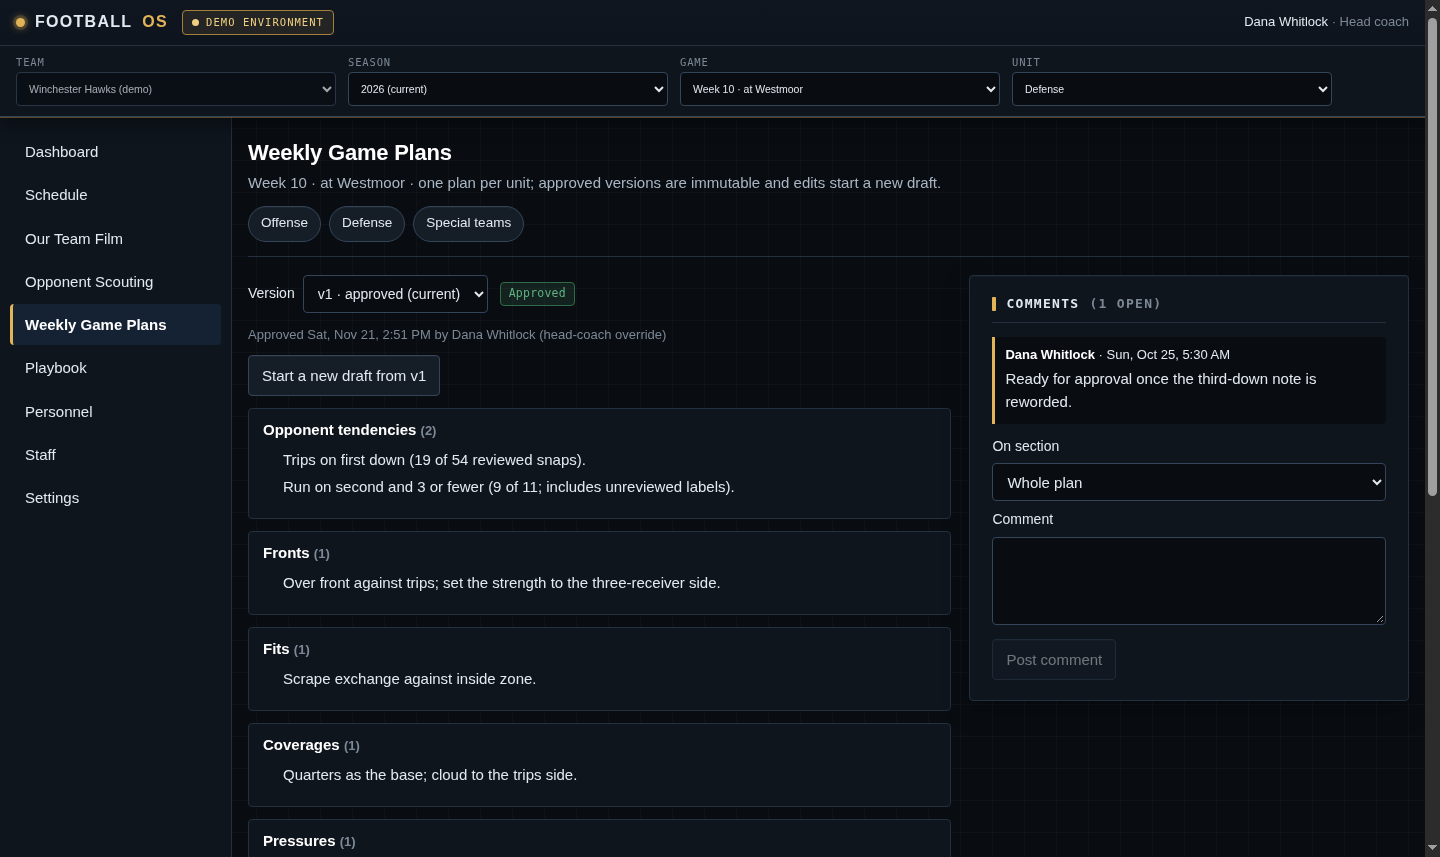 FOOTBALL OS
DEMO ENVIRONMENT
Dana Whitlock · Head coach
TEAM
Winchester Hawks (demo)
SEASON
2026 (current)
GAME
Week 10 · at Westmoor
UNIT
Defense
Dashboard
Schedule
Our Team Film
Opponent Scouting
Weekly Game Plans
Playbook
Personnel
Staff
Settings
Weekly Game Plans
Week 10 · at Westmoor · one plan per unit; approved versions are immutable and edits start a new draft.
Offense
Defense
Special teams
Version
v1 · approved (current)
Approved
Approved Sat, Nov 21, 2:51 PM by Dana Whitlock (head-coach override)
Start a new draft from v1
Opponent tendencies (2)
Trips on first down (19 of 54 reviewed snaps).
Run on second and 3 or fewer (9 of 11; includes unreviewed labels).
Fronts (1)
Over front against trips; set the strength to the three-receiver side.
Fits (1)
Scrape exchange against inside zone.
Coverages (1)
Quarters as the base; cloud to the trips side.
Pressures (1)
COMMENTS (1 OPEN)
Dana Whitlock · Sun, Oct 25, 5:30 AM
Ready for approval once the third-down note is
reworded.
On section
Whole plan
Comment
Post comment